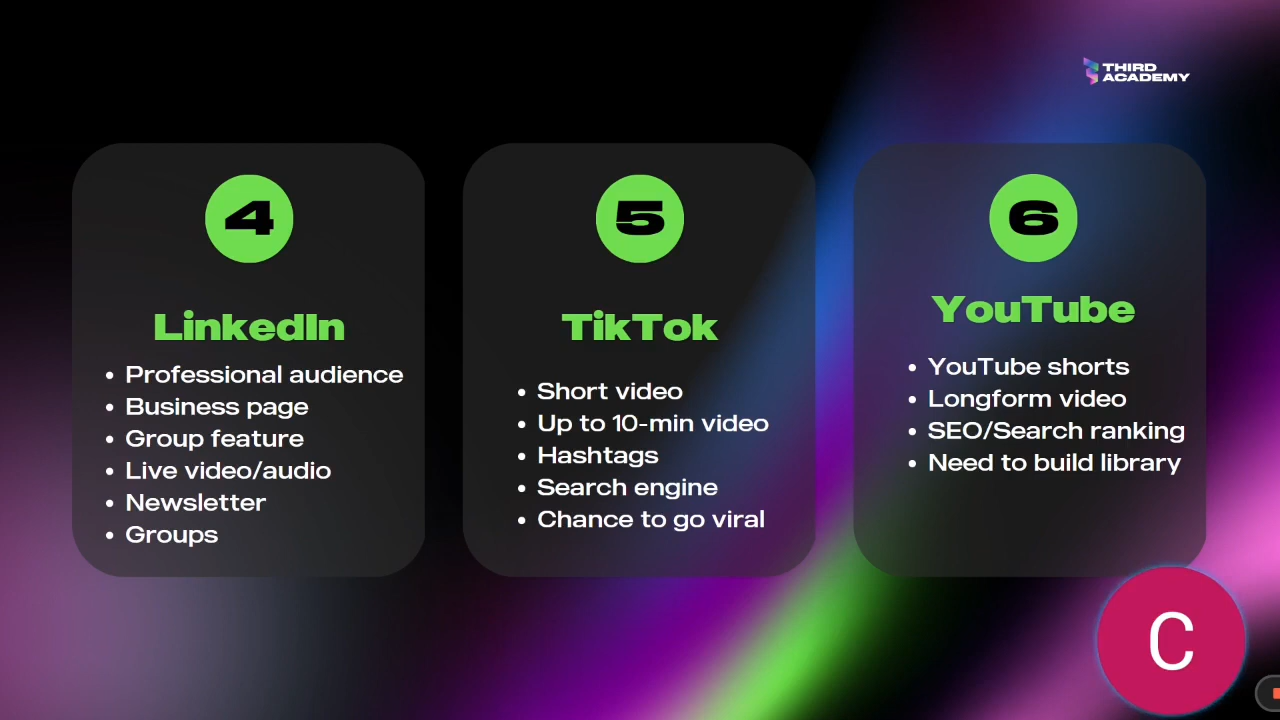 THIRD
ACADEMY
4
LinkedIn
Professional audience
Business page
Group feature
Live video/audio
Newsletter
Groups
5
TikTok
Short video
Up to 10-min video
Hashtags
Search engine
Chance to go viral
6
YouTube
YouTube shorts
Longform video
SEO/Search ranking
Need to build library
C